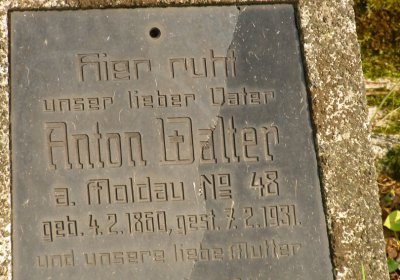 Hier ruht
unser lieber Vater
Anton Walter
a. Moldau No 48
geb. 4. 2. 1860, gest. 7. 2. 1931.
und unsere liebe Mutter